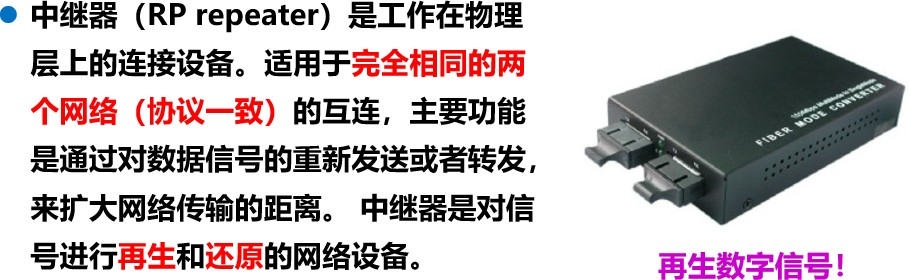 中继器（RP repeater）是工作在物理
层上的连接设备。适用于完全相同的两
个网络（协议一致）的互连，主要功能
是通过对数据信号的重新发送或者转发，
来扩大网络传输的距离。 中继器是对信
号进行再生和还原的网络设备。
FIBER MODE CONVERTER
再生数字信号！